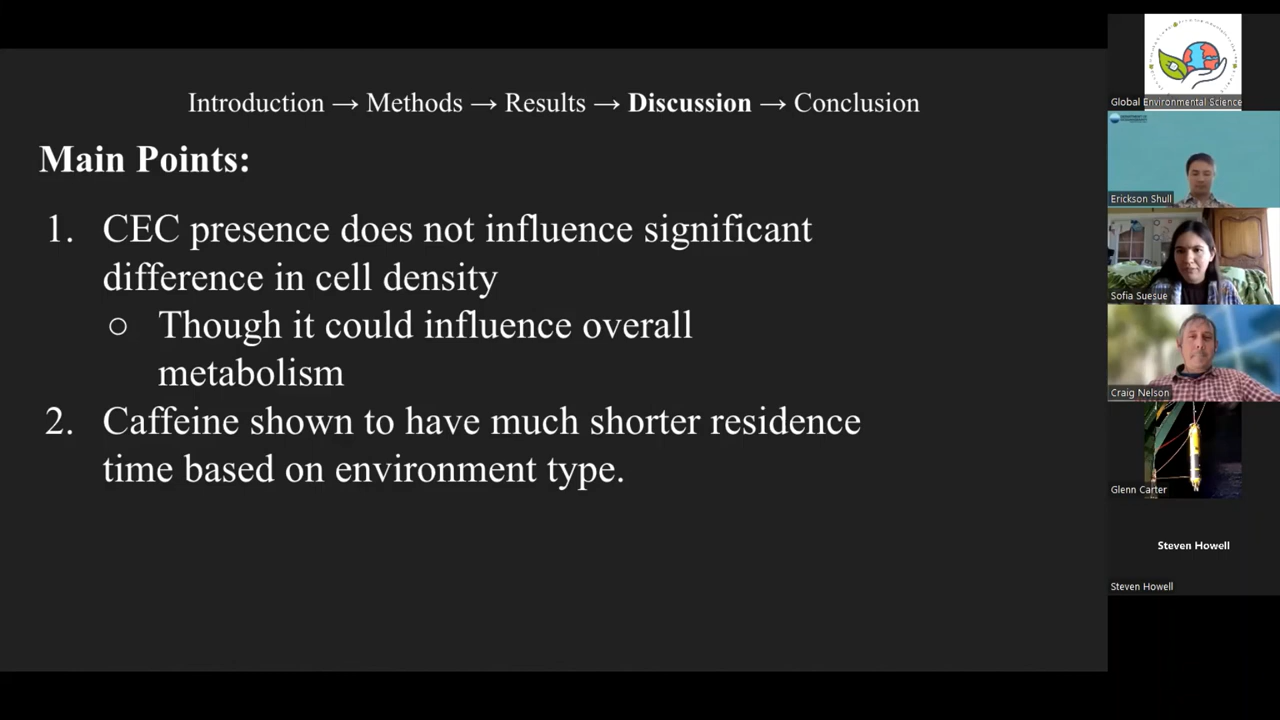 Introduction → Methods → Results → Discussion → Conclusion
Main Points:
1. CEC presence does not influence significant
difference in cell density
○ Though it could influence overall
metabolism
2. Caffeine shown to have much shorter residence
time based on environment type.
Global Environmental Science
Erickson Shull
Sofia Suesue
Craig Nelson
Glenn Carter
Steven Howell
Steven Howell